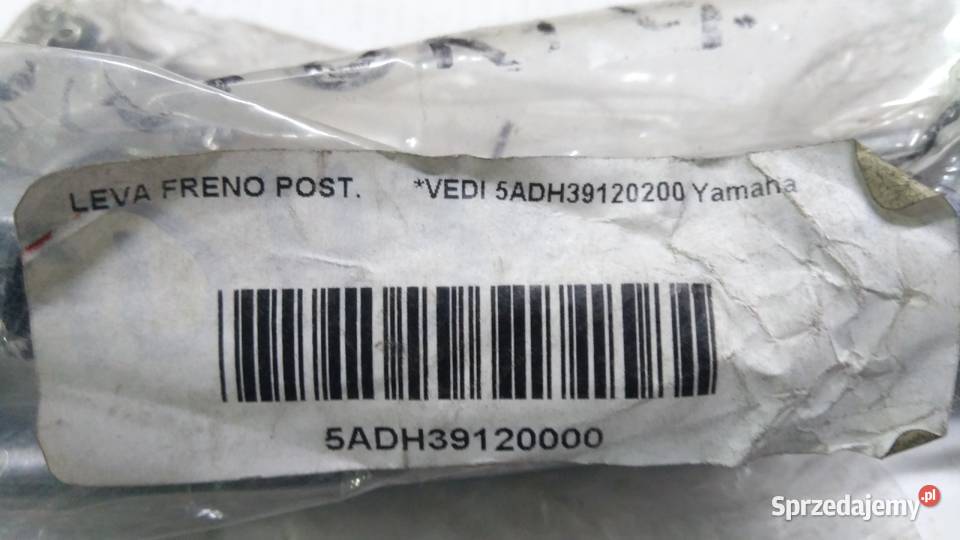 LEVA FRENO POST. *VEDI 5ADH39120200 Yamaha
5ADH39120000
Sprzedajemy.pl